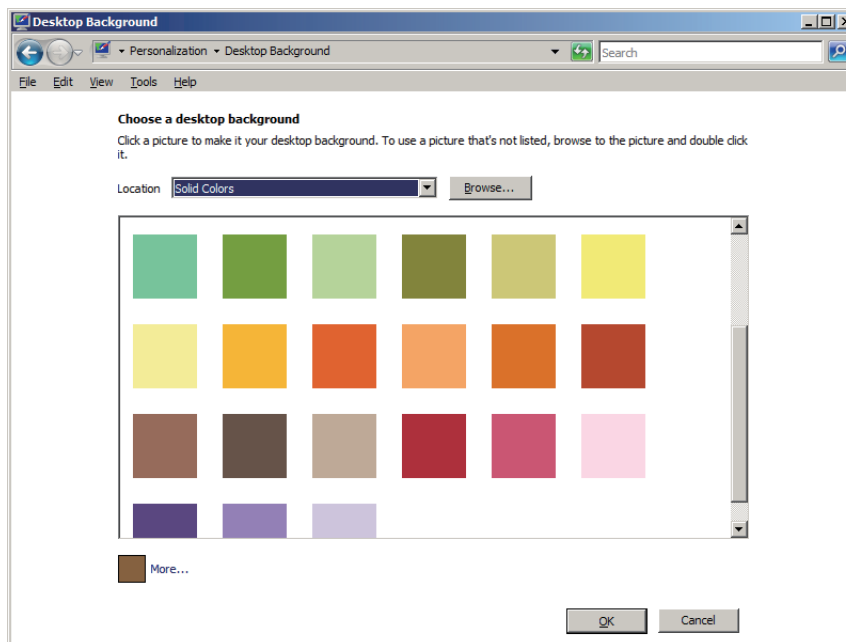 Desktop Background
Personalization Desktop Background
Search
File Edit View Tools Help
Choose a desktop background
Click a picture to make it your desktop background. To use a picture that's not listed, browse to the picture and double click
it.
Location Solid Colors Browse...
More...
OK Cancel